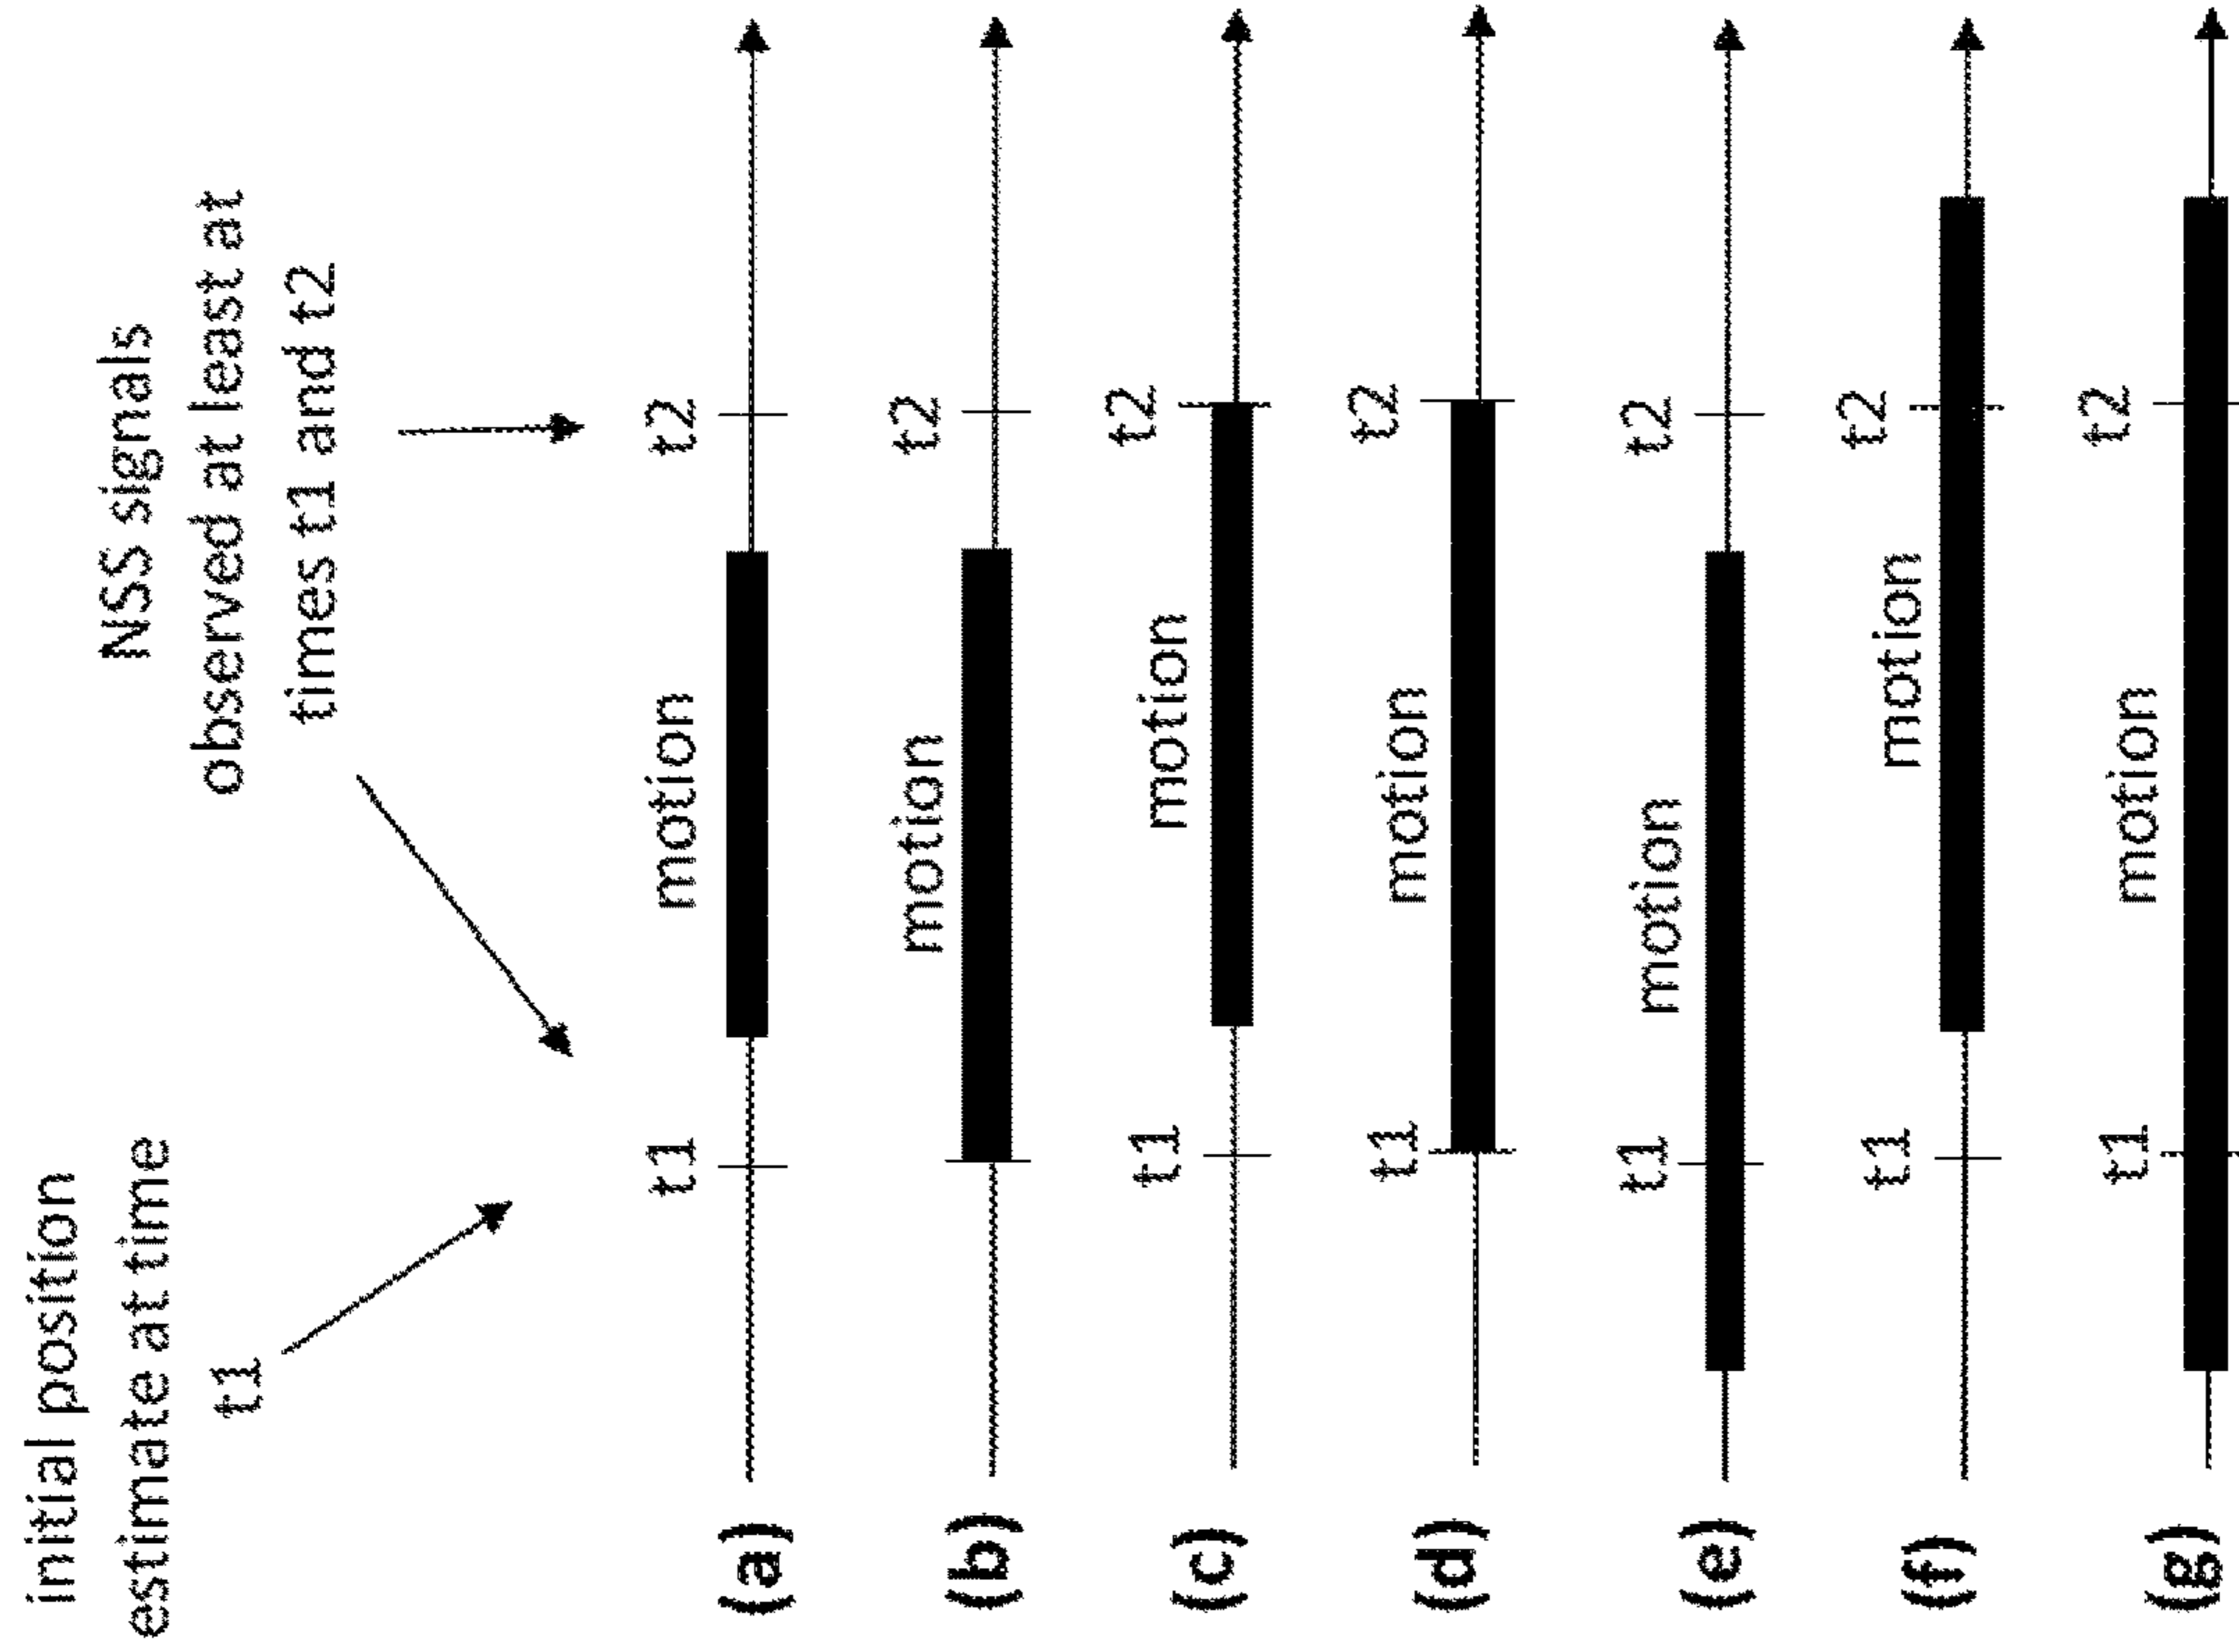 initial position
estimate at time
t1
NSS signals
observed at least at
times t1 and t2
t1
motion
t2
(a)
motion
t2
(b)
t1
motion
t2
(c)
t1
motion
t2
(d)
t1
motion
t2
(e)
t1
motion
t2
(f)
t1
motion
t2
(g)